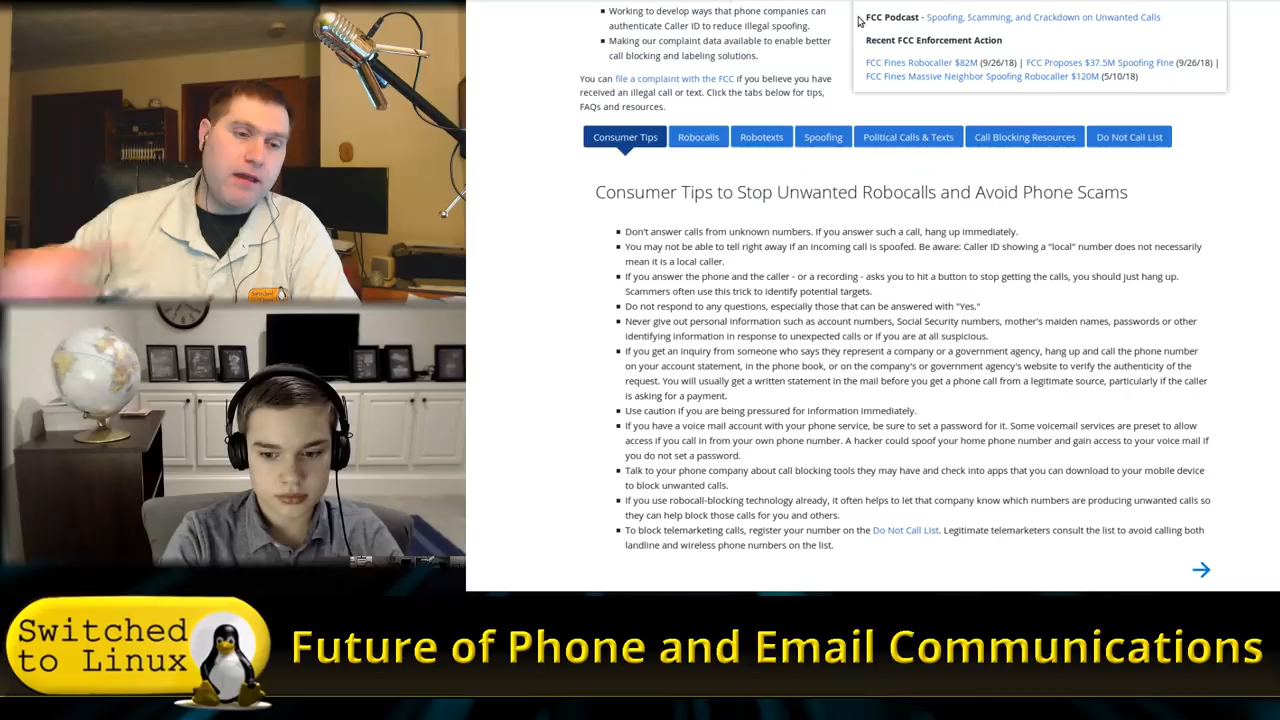 Working to develop ways that phone companies can
authenticate Caller ID to reduce illegal spoofing.
Making our complaint data available to enable better
call blocking and labeling solutions.
You can file a complaint with the FCC if you believe you have
received an illegal call or text. Click the tabs below for tips,
FAQs and resources.
FCC Podcast - Spoofing, Scamming, and Crackdown on Unwanted Calls
Recent FCC Enforcement Action
FCC Fines Robocaller $82M (9/26/18) | FCC Proposes $37.5M Spoofing Fine (9/26/18) |
FCC Fines Massive Neighbor Spoofing Robocaller $120M (5/10/18)
Consumer Tips Robocalls Robotexts Spoofing Political Calls & Texts Call Blocking Resources Do Not Call List
Consumer Tips to Stop Unwanted Robocalls and Avoid Phone Scams
Don't answer calls from unknown numbers. If you answer such a call, hang up immediately.
You may not be able to tell right away if an incoming call is spoofed. Be aware: Caller ID showing a "local" number does not necessarily
mean it is a local caller.
If you answer the phone and the caller - or a recording - asks you to hit a button to stop getting the calls, you should just hang up.
Scammers often use this trick to identify potential targets.
Do not respond to any questions, especially those that can be answered with "Yes."
Never give out personal information such as account numbers, Social Security numbers, mother's maiden names, passwords or other
identifying information in response to unexpected calls or if you are at all suspicious.
If you get an inquiry from someone who says they represent a company or a government agency, hang up and call the phone number
on your account statement, in the phone book, or on the company's or government agency's website to verify the authenticity of the
request. You will usually get a written statement in the mail before you get a phone call from a legitimate source, particularly if the caller
is asking for a payment.
Use caution if you are being pressured for information immediately.
If you have a voice mail account with your phone service, be sure to set a password for it. Some voicemail services are preset to allow
access if you call in from your own phone number. A hacker could spoof your home phone number and gain access to your voice mail if
you do not set a password.
Talk to your phone company about call blocking tools they may have and check into apps that you can download to your mobile device
to block unwanted calls.
If you use robocall-blocking technology already, it often helps to let that company know which numbers are producing unwanted calls so
they can help block those calls for you and others.
To block telemarketing calls, register your number on the Do Not Call List. Legitimate telemarketers consult the list to avoid calling both
landline and wireless phone numbers on the list.
Switched
to Linux
Future of Phone and Email Communications